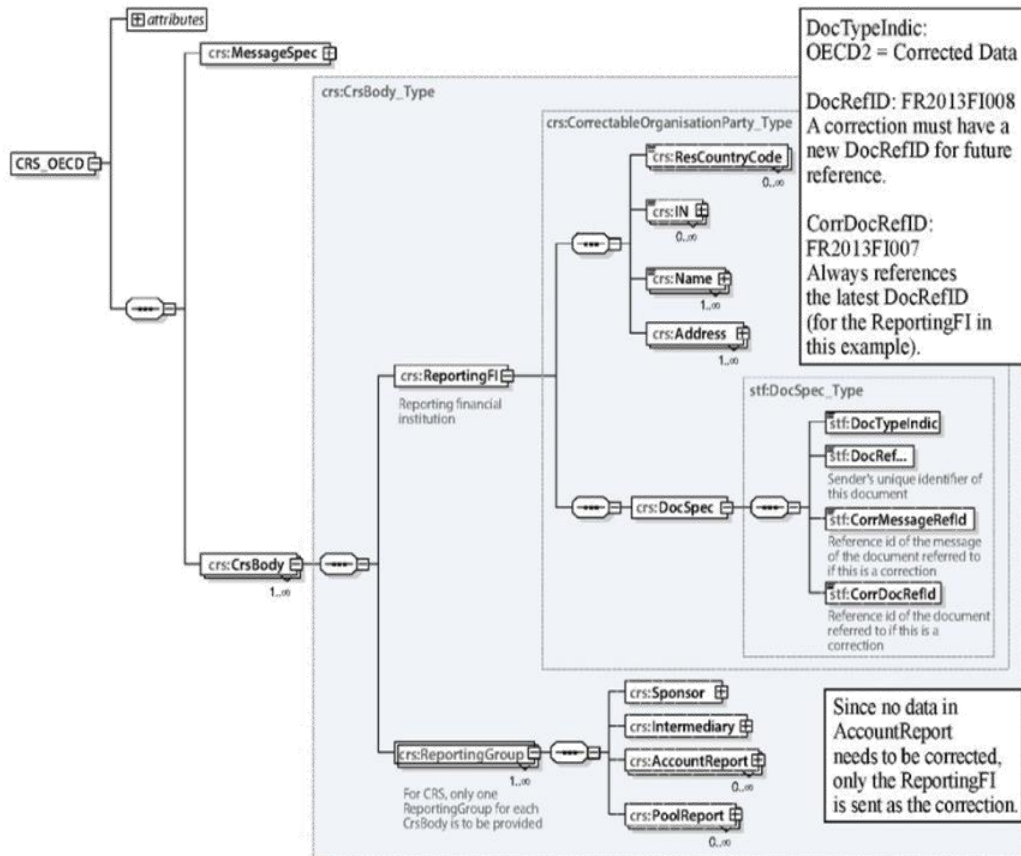 attributes
crs:MessageSpec
crs:CrsBody_Type
DocTypeIndic:
OECD2 = Corrected Data
DocRefID: FR2013FI008
A correction must have a
new DocRefID for future
reference.
CorrDocRefID:
FR2013FI007
Always references
the latest DocRefID
(for the ReportingFI in
this example).
crs:CorrectableOrganisationParty_Type
crs:ResCountryCode
0..∞
CRS_OECD
crs:IN
0..∞
crs:Name
1..∞
crs:Address
1..∞
crs:ReportingFI
Reporting financial
institution
stf:DocSpec_Type
stf:DocTypeIndic
stf:DocRef...
Sender's unique identifier of
this document
crs:DocSpec
stf:CorrMessageRefId
Reference id of the message
of the document referred to
if this is a correction
stf:CorrDocRefId
Reference id of the document
referred to if this is a
correction
crs:CrsBody
1..∞
crs:Sponsor
crs:Intermediary
crs:ReportingGroup
1..∞
For CRS, only one
ReportingGroup for each
CrsBody is to be provided
crs:AccountReport
0..∞
crs:PoolReport
0..∞
Since no data in
AccountReport
needs to be corrected,
only the ReportingFI
is sent as the correction.